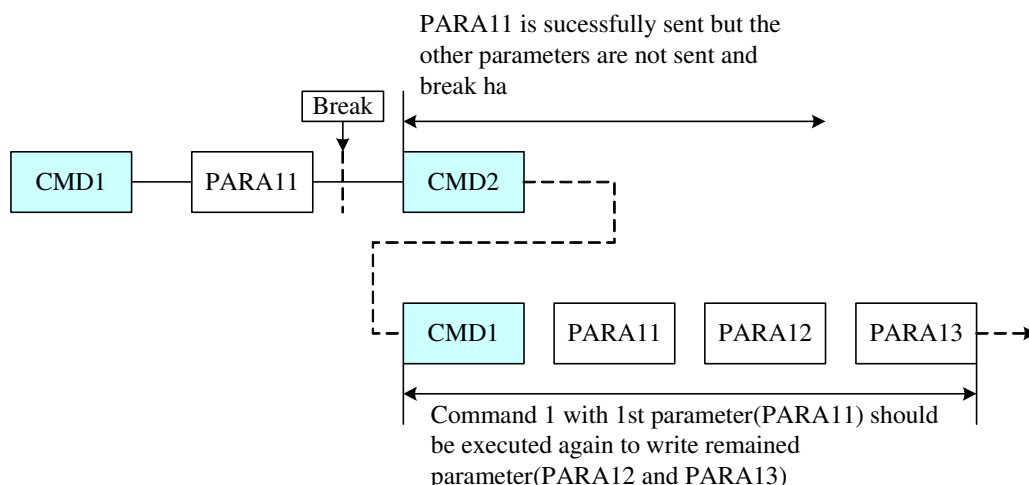 PARA11 is sucessfully sent but the
other parameters are not sent and
break ha
Break
CMD1
PARA11
CMD2
CMD1
PARA11
PARA12
PARA13
Command 1 with 1st parameter(PARA11) should
be executed again to write remained
parameter(PARA12 and PARA13)